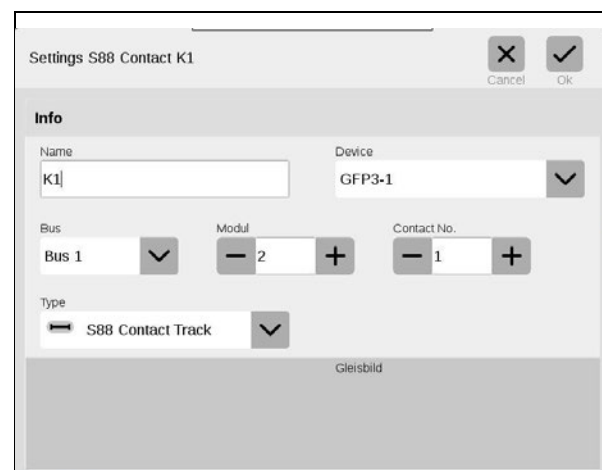 Settings S88 Contact K1
Cancel Ok
Info
Name Device
K1 GFP3-1
Bus Modul Contact No.
Bus 1 2 1
Type
S88 Contact Track
Gleisbild